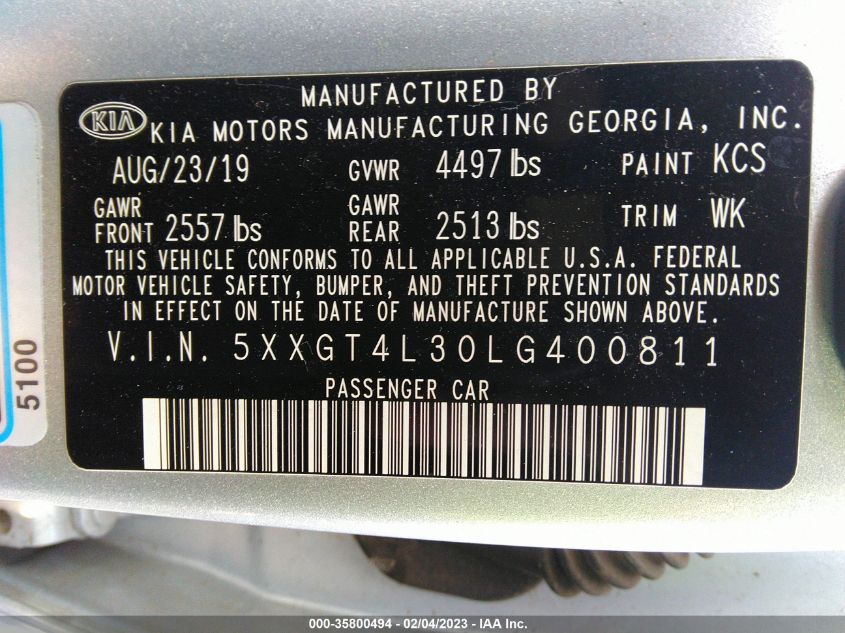 MANUFACTURED BY
KIA KIA MOTORS MANUFACTURING GEORGIA, INC.
AUG/23/19 GVWR 4497 lbs PAINT KCS
GAWR FRONT 2557 lbs GAWR REAR 2513 lbs TRIM WK
THIS VEHICLE CONFORMS TO ALL APPLICABLE U.S.A. FEDERAL
MOTOR VEHICLE SAFETY, BUMPER, AND THEFT PREVENTION STANDARDS
IN EFFECT ON THE DATE OF MANUFACTURE SHOWN ABOVE.
V.I.N. 5XXGT4L30LG400811
PASSENGER CAR
5100
000-35800494 - 02/04/2023 - IAA Inc.